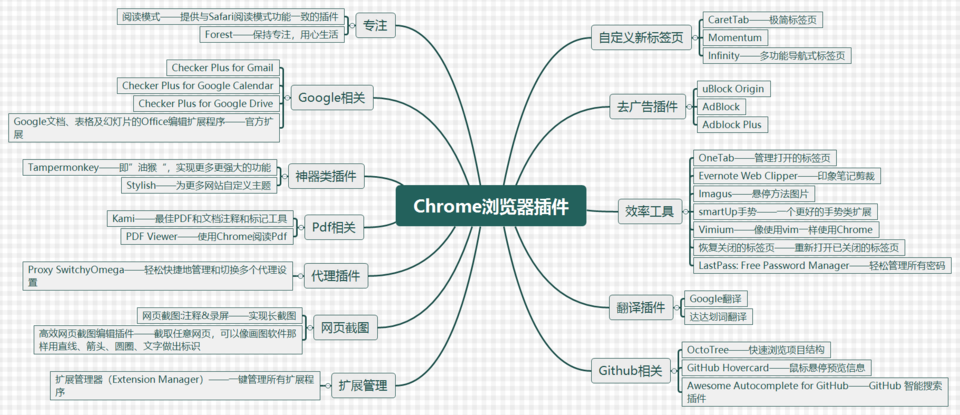 Chrome浏览器插件
专注
阅读模式——提供与Safari阅读模式功能一致的插件
Forest——保持专注，用心生活
Google相关
Checker Plus for Gmail
Checker Plus for Google Calendar
Checker Plus for Google Drive
Google文档、表格及幻灯片的Office编辑扩展程序——官方扩
展
神器类插件
Tampermonkey——即”油猴“，实现更多更强大的功能
Stylish——为更多网站自定义主题
Pdf相关
Kami——最佳PDF和文档注释和标记工具
PDF Viewer——使用Chrome阅读Pdf
代理插件
Proxy SwitchyOmega——轻松快捷地管理和切换多个代理设
置
网页截图
网页截图:注释&录屏——实现长截图
高效网页截图编辑插件——截取任意网页，可以像画图软件那
样用直线、箭头、圆圈、文字做出标识
扩展管理
扩展管理器（Extension Manager）——一键管理所有扩展程
序
自定义新标签页
CaretTab——极简标签页
Momentum
Infinity——多功能导航式标签页
去广告插件
uBlock Origin
AdBlock
Adblock Plus
效率工具
OneTab——管理打开的标签页
Evernote Web Clipper——印象笔记剪裁
Imagus——悬停方法图片
smartUp手势——一个更好的手势类扩展
Vimium——像使用vim一样使用Chrome
恢复关闭的标签页——重新打开已关闭的标签页
LastPass: Free Password Manager——轻松管理所有密码
翻译插件
Google翻译
达达划词翻译
Github相关
OctoTree——快速浏览项目结构
GitHub Hovercard——鼠标悬停预览信息
Awesome Autocomplete for GitHub——GitHub 智能搜索
插件